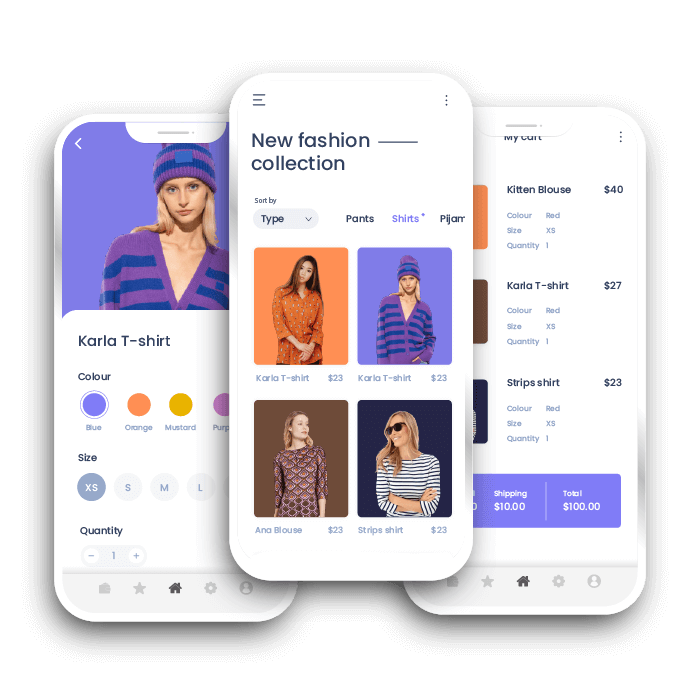 Karla T-shirt
Colour
Blue
Orange
Mustard
Size
XS
S
M
L
Quantity
− 1 +
New fashion
collection
Sort by
Type
Pants
Shirts
Karla T-shirt $23
Karla T-shirt $23
Ana Blouse $23
Strips shirt $23
My cart
Kitten Blouse $40
Colour Red
Size XS
Quantity 1
Karla T-shirt $27
Colour Red
Size XS
Quantity 1
Strips shirt $23
Colour Red
Size XS
Quantity 1
Shipping
$10.00
Total
$100.00